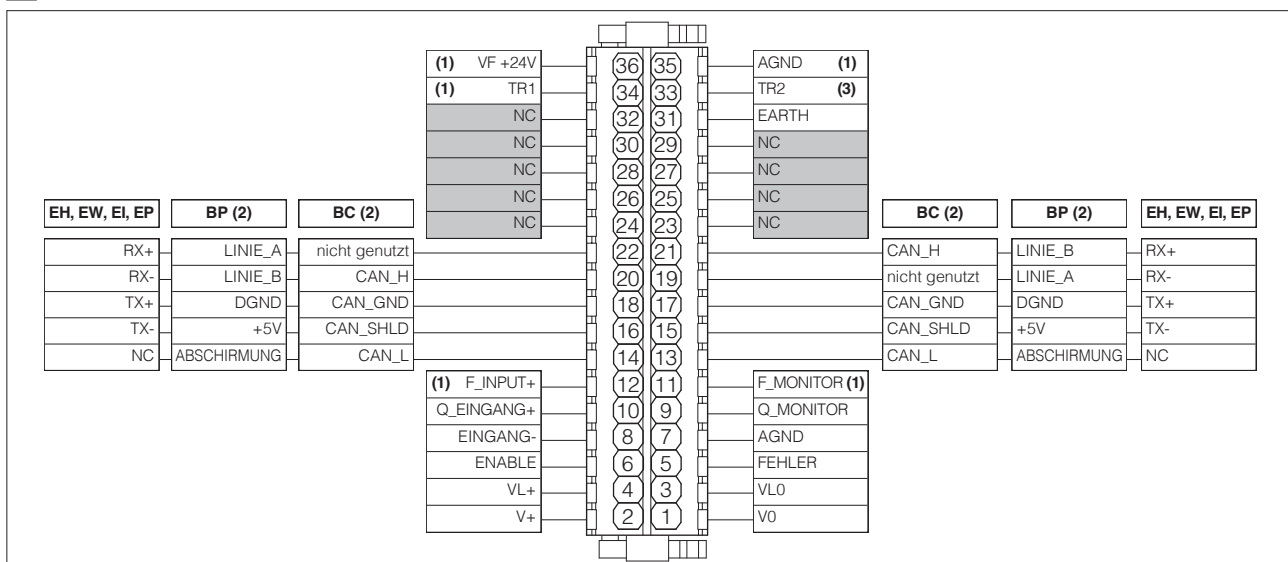 (1) VF +24V 36 35 AGND (1)
(1) TR1 34 33 TR2 (3)
NC 32 31 EARTH
NC 30 29 NC
NC 28 27 NC
NC 26 25 NC
NC 24 23 NC
EH, EW, EI, EP BP (2) BC (2) BC (2) BP (2) EH, EW, EI, EP
RX+ LINIE_A nicht genutzt 22 21 CAN_H LINIE_B RX+
RX- LINIE_B CAN_H 20 19 nicht genutzt LINIE_A RX-
TX+ DGND CAN_GND 18 17 CAN_GND DGND TX+
TX- +5V CAN_SHLD 16 15 CAN_SHLD +5V TX-
NC ABSCHIRMUNG CAN_L 14 13 CAN_L ABSCHIRMUNG NC
(1) F_INPUT+ 12 11 F_MONITOR (1)
Q_EINGANG+ 10 9 Q_MONITOR
EINGANG- 8 7 AGND
ENABLE 6 5 FEHLER
VL+ 4 3 VL0
V+ 2 1 V0